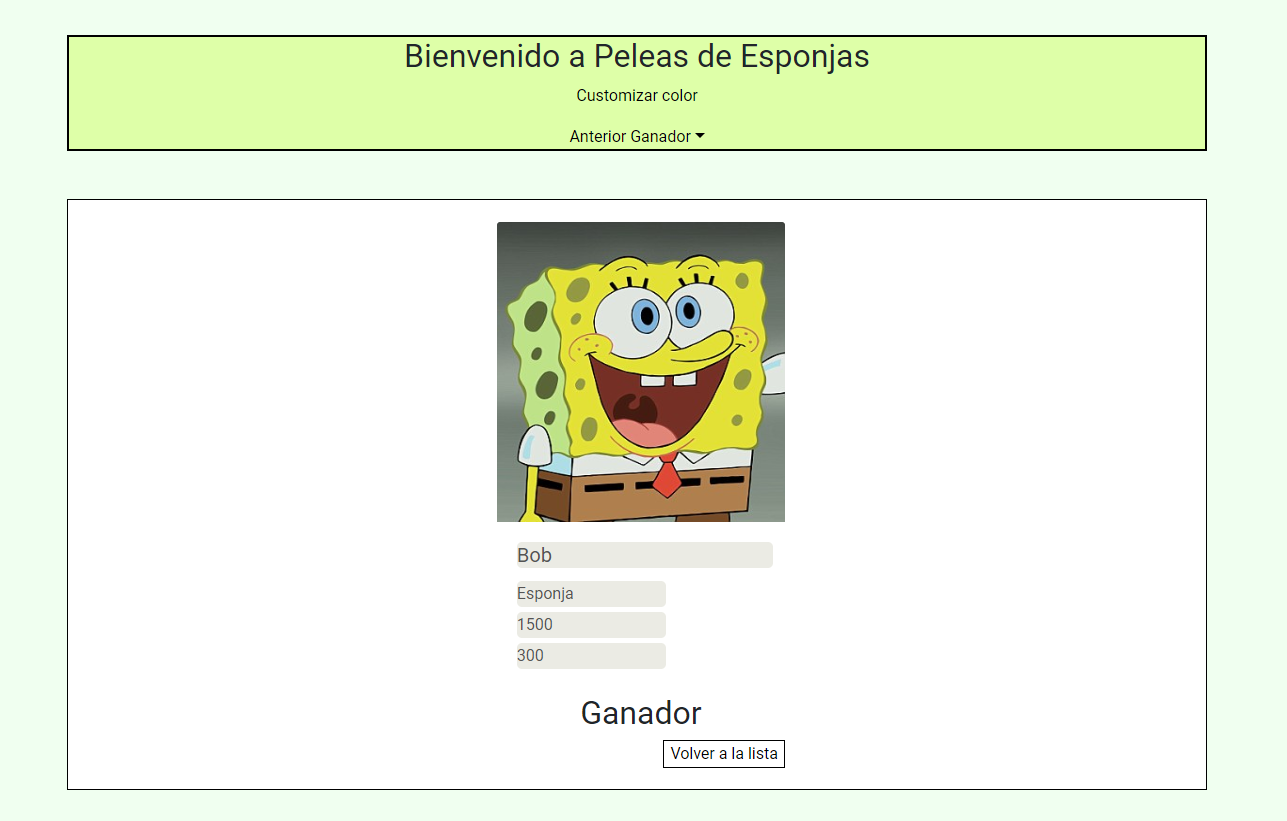 Bienvenido a Peleas de Esponjas
Customizar color
Anterior Ganador
Bob
Esponja
1500
300
Ganador
Volver a la lista